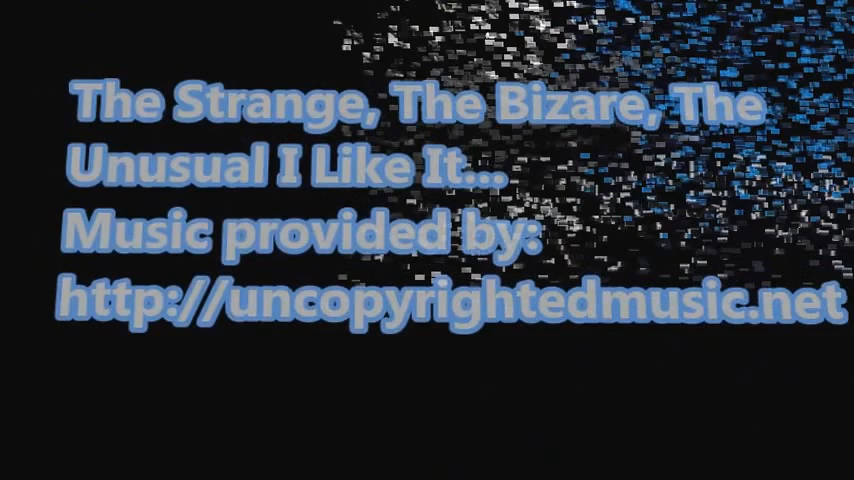 The Strange, The Bizare, The
Unusual I Like It...
Music provided by:
http://uncopyrightedmusic.net